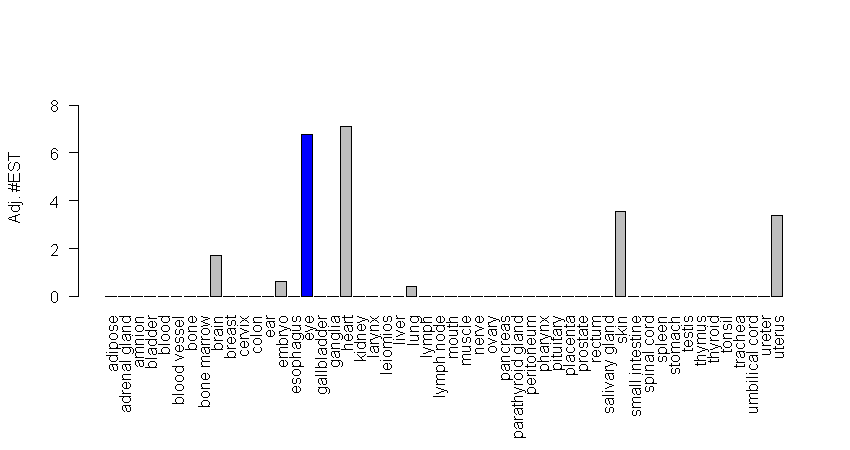 Adj. #EST
8
6
4
2
0
adipose
adrenal gland
amnion
bladder
blood
blood vessel
bone
bone marrow
brain
breast
cervix
colon
ear
embryo
esophagus
eye
gallbladder
ganglia
heart
kidney
larynx
leiomios
liver
lung
lymph
lymph node
mouth
muscle
nerve
ovary
pancreas
parathyroid gland
peritoneum
pharynx
pituitary
placenta
prostate
rectum
salivary gland
skin
small intestine
spinal cord
spleen
stomach
testis
thymus
thyroid
tonsil
trachea
umbilical cord
ureter
uterus